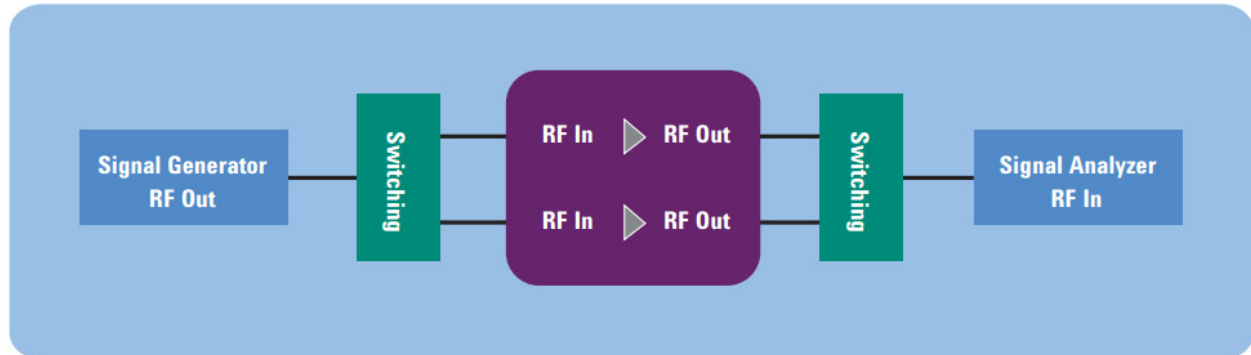 Signal Generator
RF Out
Switching
RF In
RF Out
RF In
RF Out
Switching
Signal Analyzer
RF In